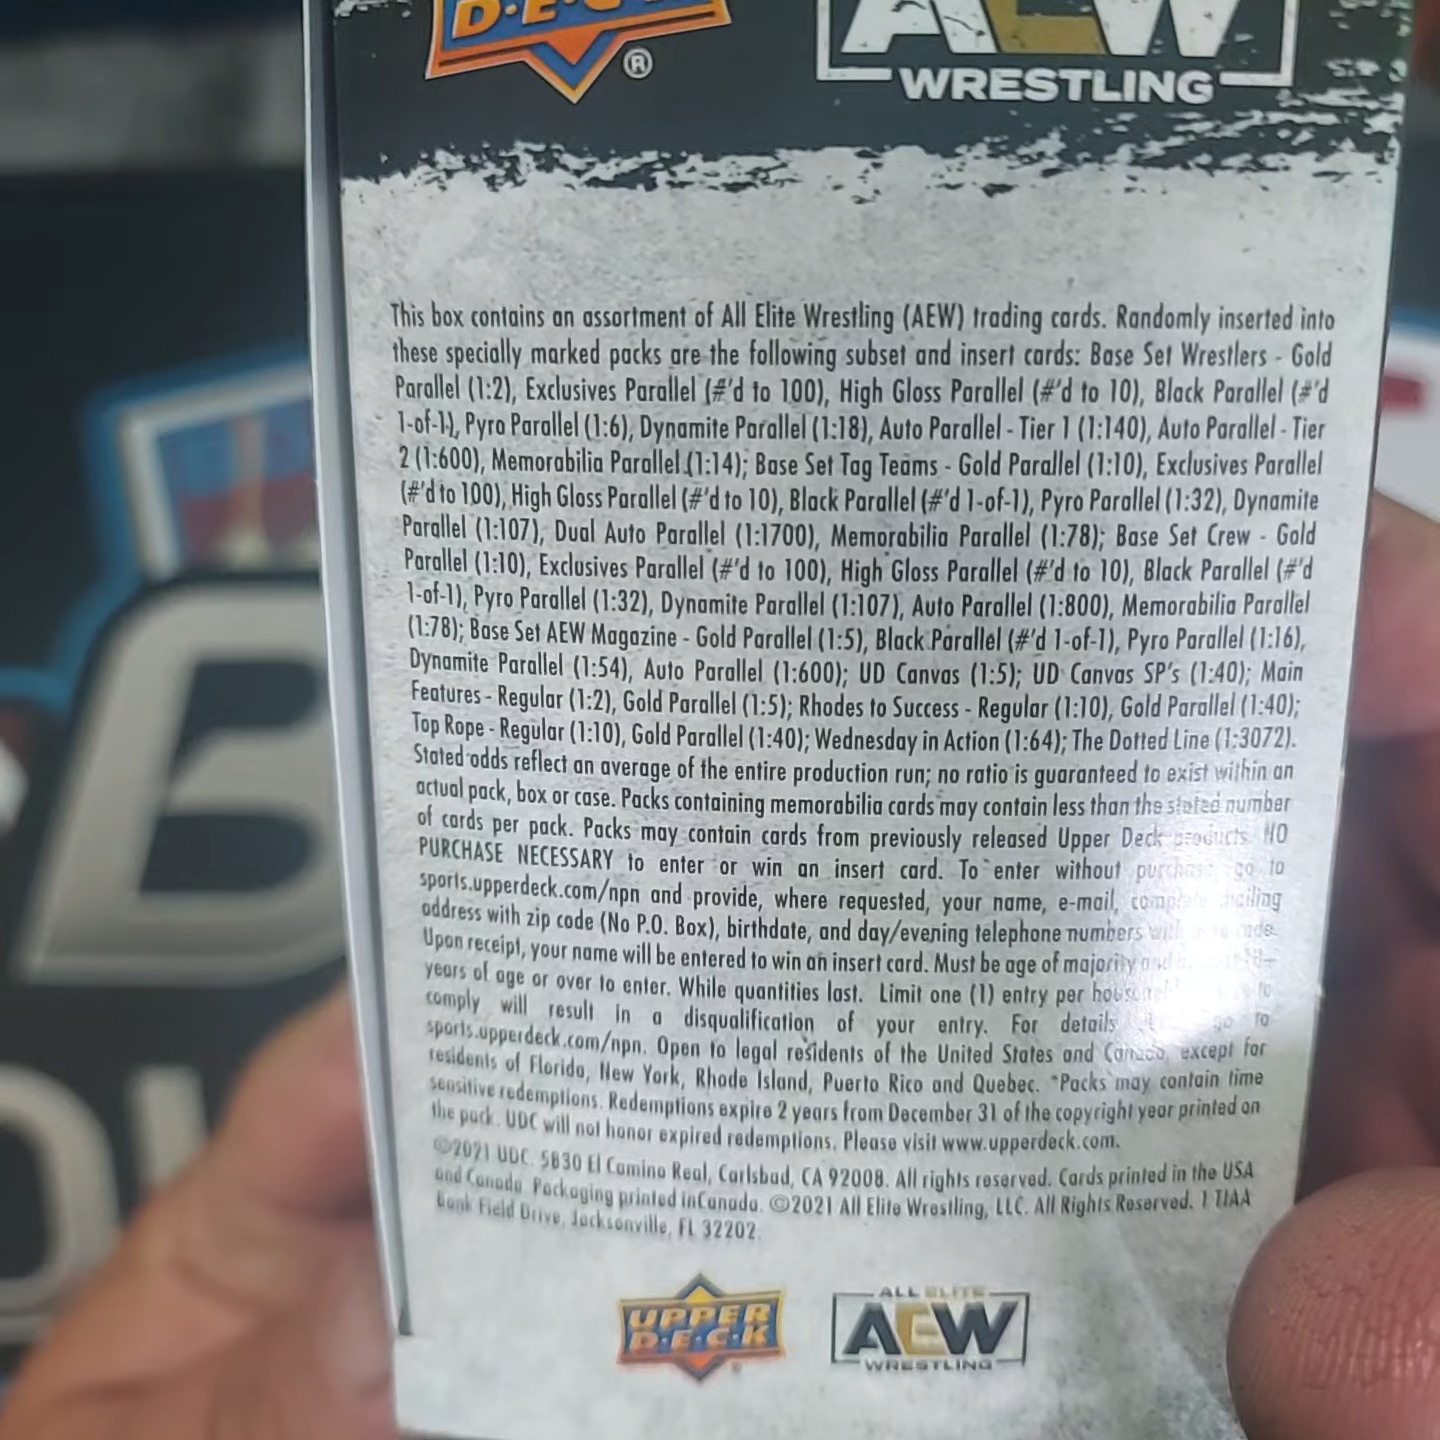 D·E·C
®
AEW
WRESTLING
This box contains an assortment of All Elite Wrestling (AEW) trading cards. Randomly inserted into
these specially marked packs are the following subset and insert cards: Base Set Wrestlers - Gold
Parallel (1:2), Exclusives Parallel (#'d to 100), High Gloss Parallel (#'d to 10), Black Parallel (#'d
1-of-1), Pyro Parallel (1:6), Dynamite Parallel (1:18), Auto Parallel - Tier 1 (1:140), Auto Parallel - Tier
2 (1:600), Memorabilia Parallel (1:14); Base Set Tag Teams - Gold Parallel (1:10), Exclusives Parallel
(#'d to 100), High Gloss Parallel (#'d to 10), Black Parallel (#'d 1-of-1), Pyro Parallel (1:32), Dynamite
Parallel (1:107), Dual Auto Parallel (1:1700), Memorabilia Parallel (1:78); Base Set Crew - Gold
Parallel (1:10), Exclusives Parallel (#'d to 100), High Gloss Parallel (#'d to 10), Black Parallel (#'d
1-of-1), Pyro Parallel (1:32), Dynamite Parallel (1:107), Auto Parallel (1:800), Memorabilia Parallel
(1:78); Base Set AEW Magazine - Gold Parallel (1:5), Black Parallel (#'d 1-of-1), Pyro Parallel (1:16),
Dynamite Parallel (1:54), Auto Parallel (1:600); UD Canvas (1:5); UD Canvas SP's (1:40); Main
Features - Regular (1:2), Gold Parallel (1:5); Rhodes to Success - Regular (1:10), Gold Parallel (1:40);
Top Rope - Regular (1:10), Gold Parallel (1:40); Wednesday in Action (1:64); The Dotted Line (1:3072).
Stated odds reflect an average of the entire production run; no ratio is guaranteed to exist within an
actual pack, box or case. Packs containing memorabilia cards may contain less than the stated number
of cards per pack. Packs may contain cards from previously released Upper Deck products. NO
PURCHASE NECESSARY to enter or win an insert card. To enter without purchase, go to
sports.upperdeck.com/npn and provide, where requested, your name, e-mail, complete mailing
address with zip code (No P.O. Box), birthdate, and day/evening telephone numbers with code.
Upon receipt, your name will be entered to win an insert card. Must be age of majority and
years of age or over to enter. While quantities last. Limit one (1) entry per household. to
comply will result in a disqualification of your entry. For details go to
sports.upperdeck.com/npn. Open to legal residents of the United States and Canada, except for
residents of Florida, New York, Rhode Island, Puerto Rico and Quebec. *Packs may contain time
sensitive redemptions. Redemptions expire 2 years from December 31 of the copyright year printed on
the pack. UDC will not honor expired redemptions. Please visit www.upperdeck.com.
©2021 UDC. 5830 El Camino Real, Carlsbad, CA 92008. All rights reserved. Cards printed in the USA
and Canada. Packaging printed inCanada. ©2021 All Elite Wrestling, LLC. All Rights Reserved. 1 TIAA
Bank Field Drive, Jacksonville, FL 32202.
UPPER
D·E·C·K
ALL ELITE
AEW
WRESTLING